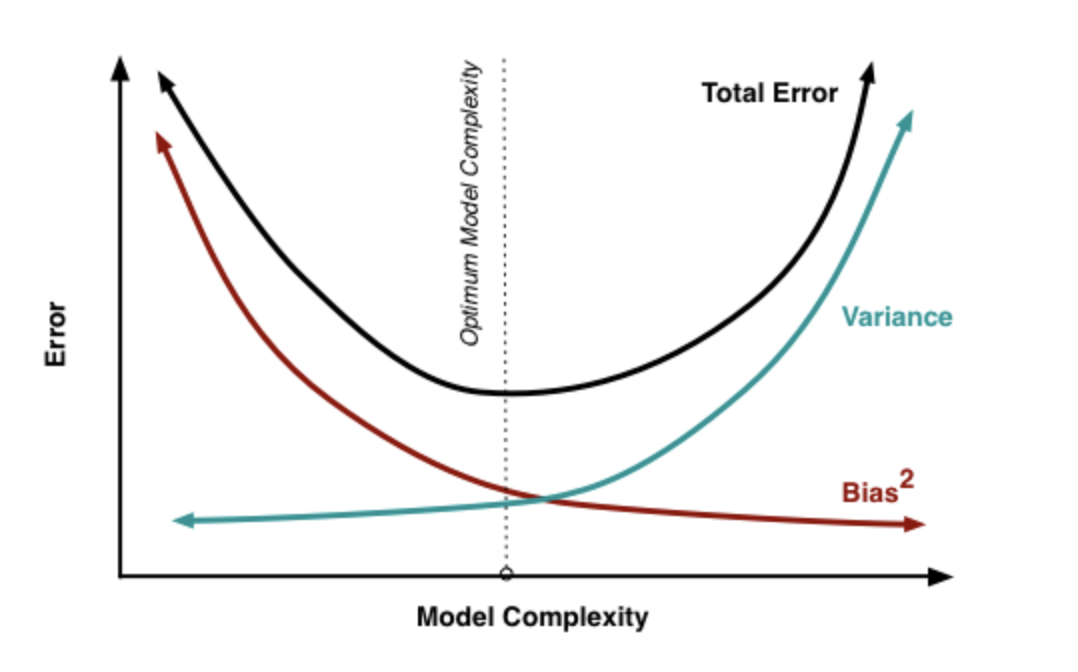 Optimum Model Complexity
Total Error
Variance
Error
Bias²
Model Complexity